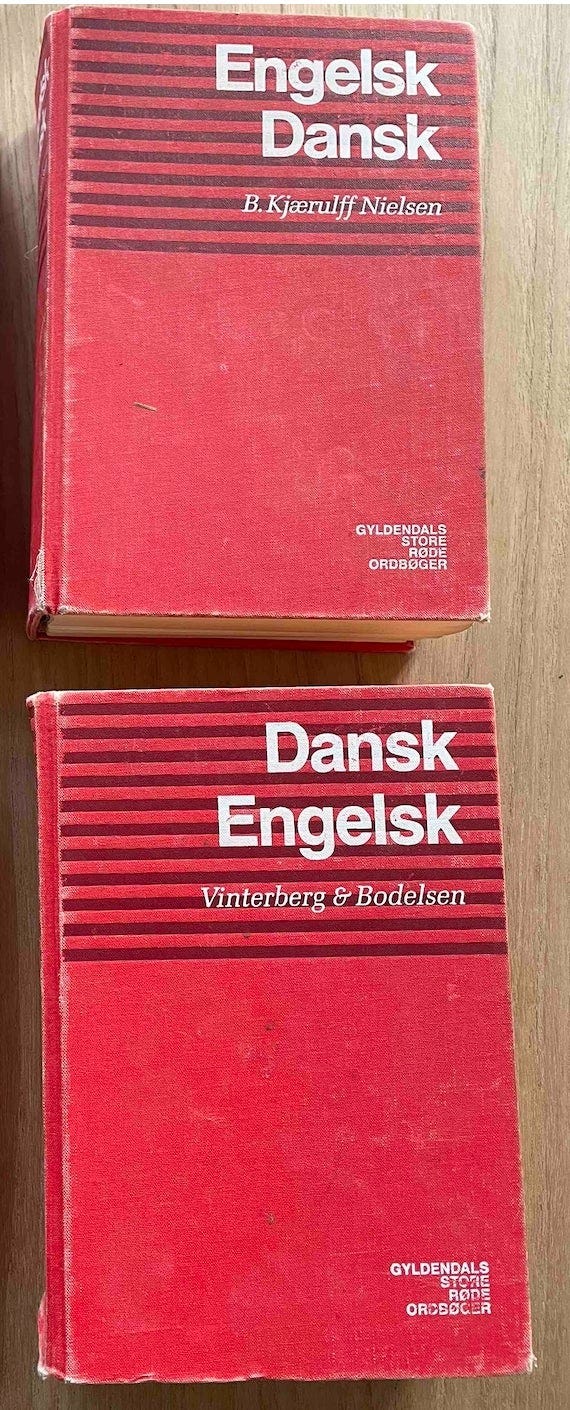 Engelsk
Dansk
B. Kjærulff Nielsen
GYLDENDALS
STORE
RØDE
ORDBØGER
Dansk
Engelsk
Vinterberg & Bodelsen
GYLDENDALS
STORE
RØDE
ORDBØGER